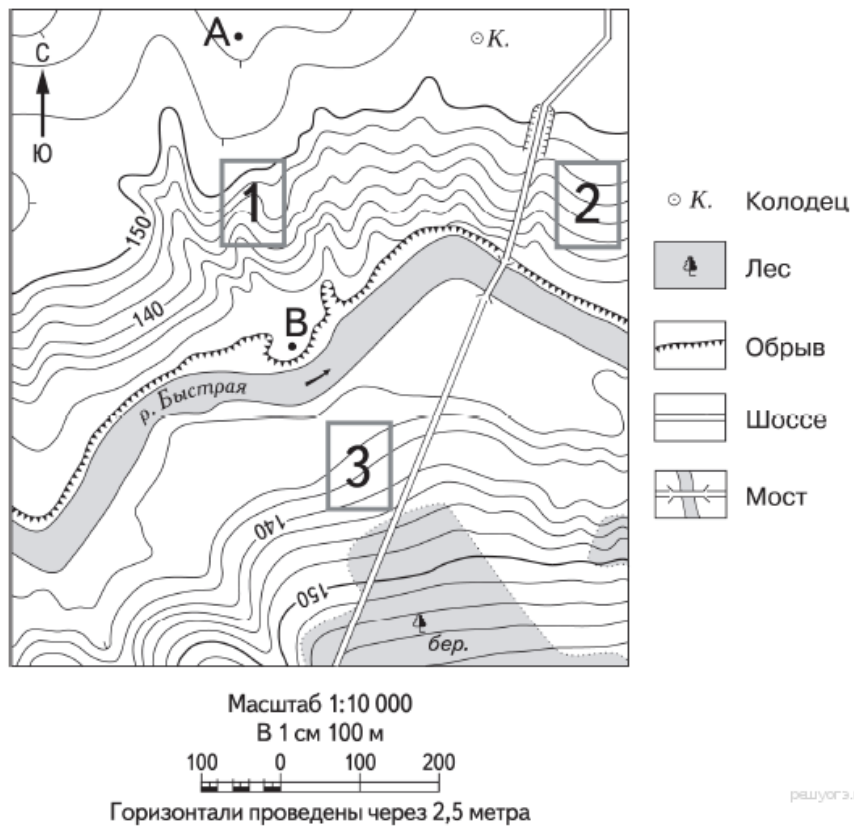 А
К.
С
Ю
1
2
150
К. Колодец
140
Лес
В
Обрыв
р. Быстрая
Шоссе
3
Мост
140
150
бер.
Масштаб 1:10 000
В 1 см 100 м
100 0 100 200
Горизонтали проведены через 2,5 метра